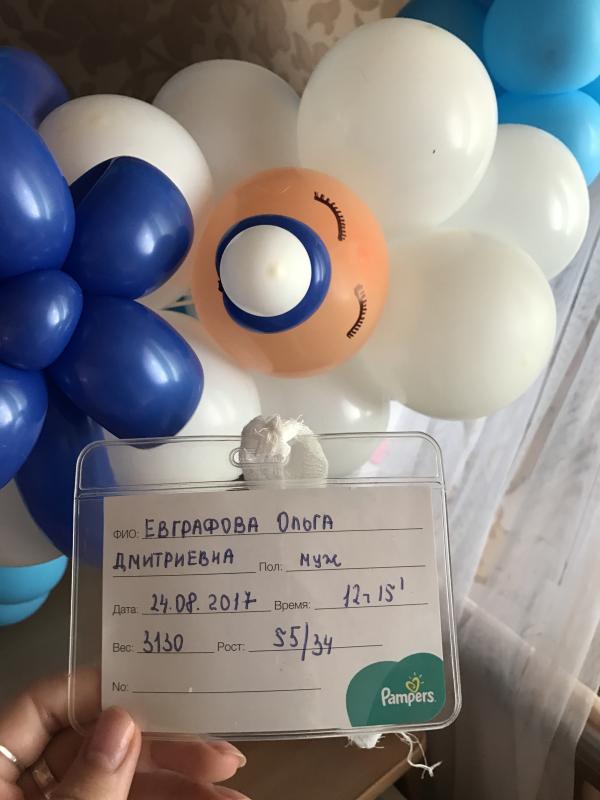 ФИО: ЕВГРАФОВА ОЛЬГА
ДМИТРИЕВНА Пол: муж
Дата: 24.08.2017 Время: 12ч 15'
Вес: 3130 Рост: 55/34
No:
Pampers